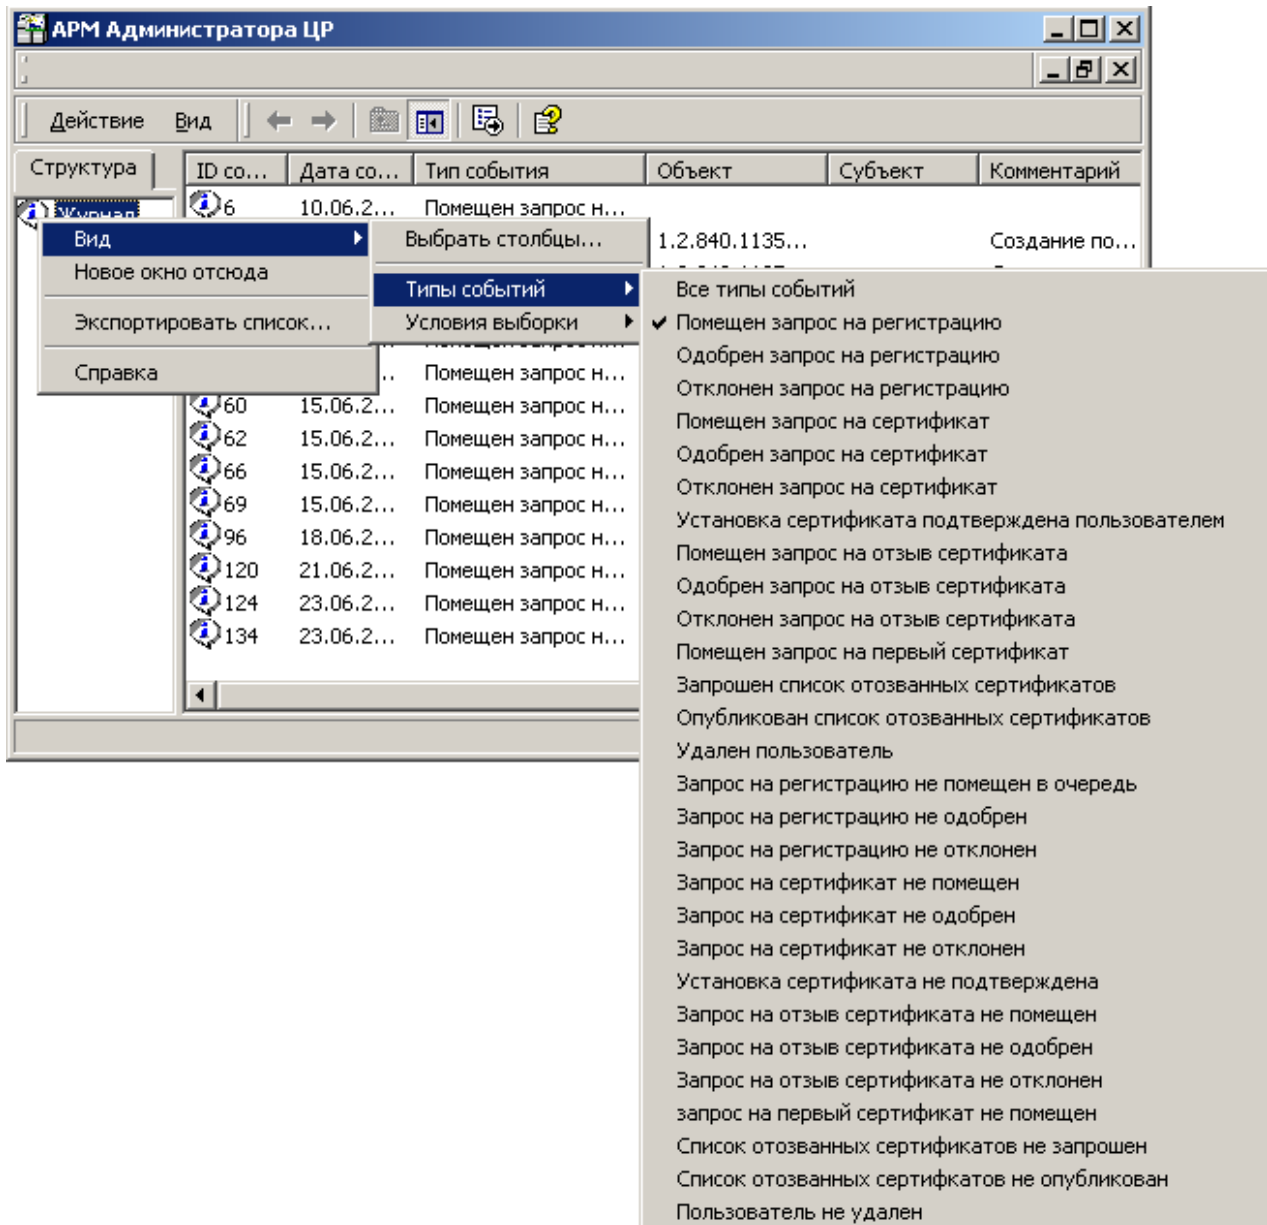 АРМ Администратора ЦР
Действие Вид
Структура
ID со... Дата со... Тип события Объект Субъект Комментарий
Журнал
6 10.06.2... Помещен запрос н...
1.2.840.1135... Создание по...
Вид
Новое окно отсюда
Экспортировать список...
Справка
Выбрать столбцы...
Типы событий
Условия выборки
Помещен запрос н...
60 15.06.2... Помещен запрос н...
62 15.06.2... Помещен запрос н...
66 15.06.2... Помещен запрос н...
69 15.06.2... Помещен запрос н...
96 18.06.2... Помещен запрос н...
120 21.06.2... Помещен запрос н...
124 23.06.2... Помещен запрос н...
134 23.06.2... Помещен запрос н...
Все типы событий
Помещен запрос на регистрацию
Одобрен запрос на регистрацию
Отклонен запрос на регистрацию
Помещен запрос на сертификат
Одобрен запрос на сертификат
Отклонен запрос на сертификат
Установка сертификата подтверждена пользователем
Помещен запрос на отзыв сертификата
Одобрен запрос на отзыв сертификата
Отклонен запрос на отзыв сертификата
Помещен запрос на первый сертификат
Запрошен список отозванных сертификатов
Опубликован список отозванных сертификатов
Удален пользователь
Запрос на регистрацию не помещен в очередь
Запрос на регистрацию не одобрен
Запрос на регистрацию не отклонен
Запрос на сертификат не помещен
Запрос на сертификат не одобрен
Запрос на сертификат не отклонен
Установка сертификата не подтверждена
Запрос на отзыв сертификата не помещен
Запрос на отзыв сертификата не одобрен
Запрос на отзыв сертификата не отклонен
запрос на первый сертификат не помещен
Список отозванных сертификатов не запрошен
Список отозванных сертифкатов не опубликован
Пользователь не удален